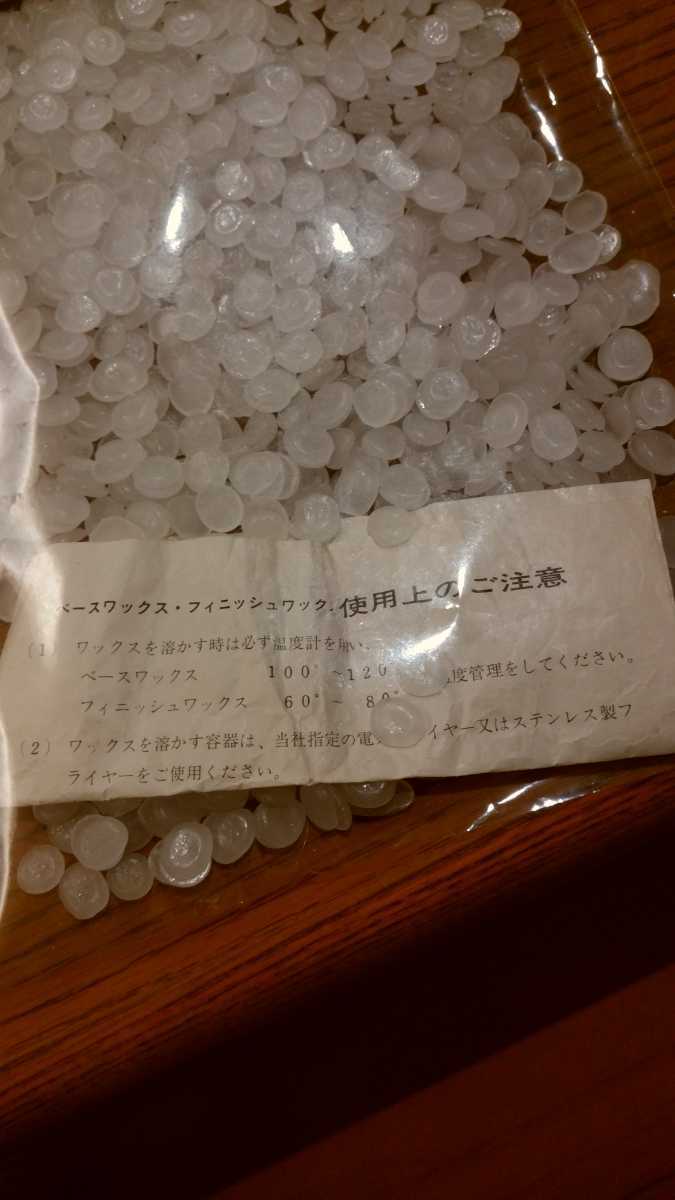 ベースワックス・フィニッシュワック 使用上のご注意
(1) ワックスを溶かす時は必ず温度計を用い、
ベースワックス 100°~120° 度管理をしてください。
フィニッシュワックス 60°~ 80°
(2) ワックスを溶かす容器は、当社指定の電 イヤー又はステンレス製フ
ライヤーをご使用ください。